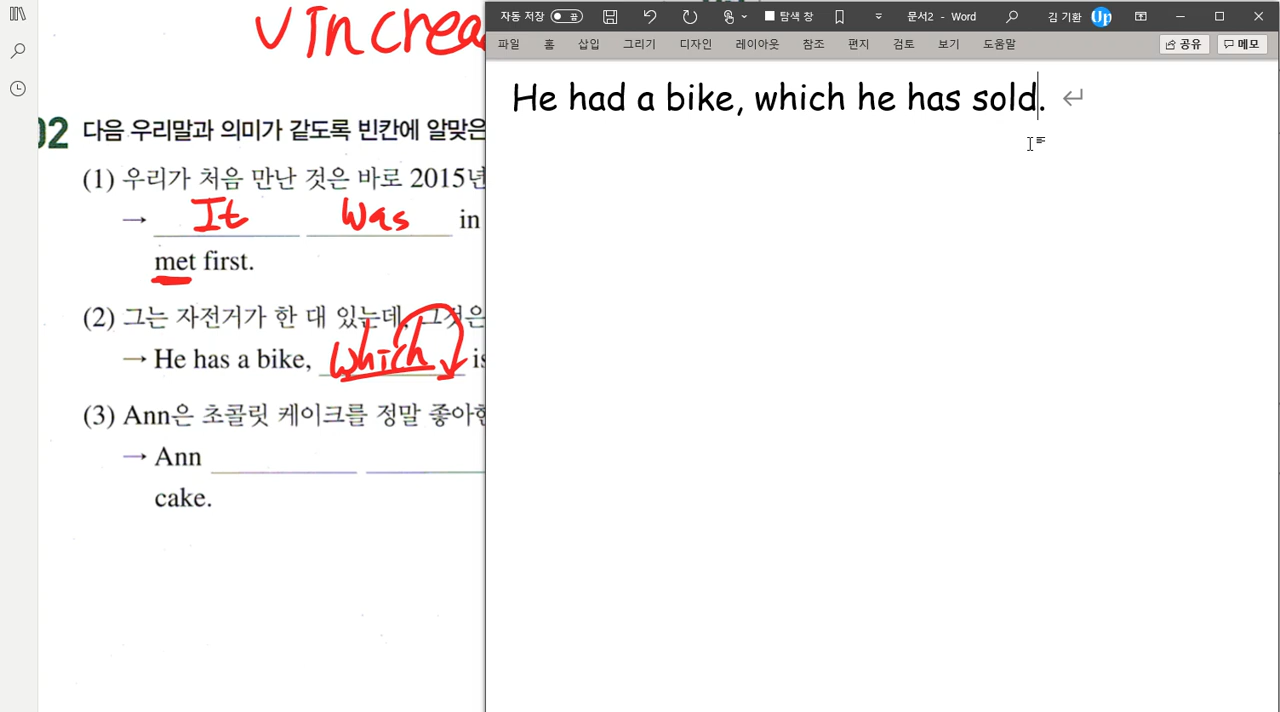 vincrea
02 다음 우리말과 의미가 같도록 빈칸에 알맞은
(1) 우리가 처음 만난 것은 바로 2015년
→ It was in
met first.
(2) 그는 자전거가 한 대 있는데, 그것은
→ He has a bike, which is
(3) Ann은 초콜릿 케이크를 정말 좋아한
→ Ann
cake.
자동 저장 끔 탐색 창 문서2 - Word 김 기환 Up
파일 홈 삽입 그리기 디자인 레이아웃 참조 편지 검토 보기 도움말 공유 메모
He had a bike, which he has sold.